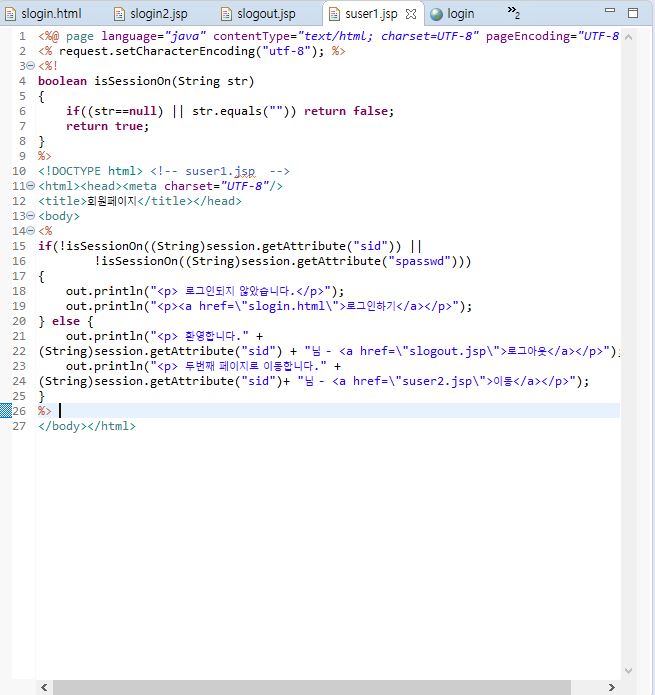 slogin.html slogin2.jsp slogout.jsp suser1.jsp login »2
1 <%@ page language="java" contentType="text/html; charset=UTF-8" pageEncoding="UTF-8
2 <% request.setCharacterEncoding("utf-8"); %>
3 <%!
4 boolean isSessionOn(String str)
5 {
6     if((str==null) || str.equals("")) return false;
7     return true;
8 }
9 %>
10 <!DOCTYPE html> <!-- suser1.jsp  -->
11 <html><head><meta charset="UTF-8"/>
12 <title>회원페이지</title></head>
13 <body>
14 <%
15 if(!isSessionOn((String)session.getAttribute("sid")) ||
16         !isSessionOn((String)session.getAttribute("spasswd")))
17 {
18     out.println("<p> 로그인되지 않았습니다.</p>");
19     out.println("<p><a href=\"slogin.html\">로그인하기</a></p>");
20 } else {
21     out.println("<p> 환영합니다." +
22 (String)session.getAttribute("sid") + "님 - <a href=\"slogout.jsp\">로그아웃</a></p>");
23     out.println("<p> 두번째 페이지로 이동합니다." +
24 (String)session.getAttribute("sid")+ "님 - <a href=\"suser2.jsp\">이동</a></p>");
25 }
26 %>
27 </body></html>